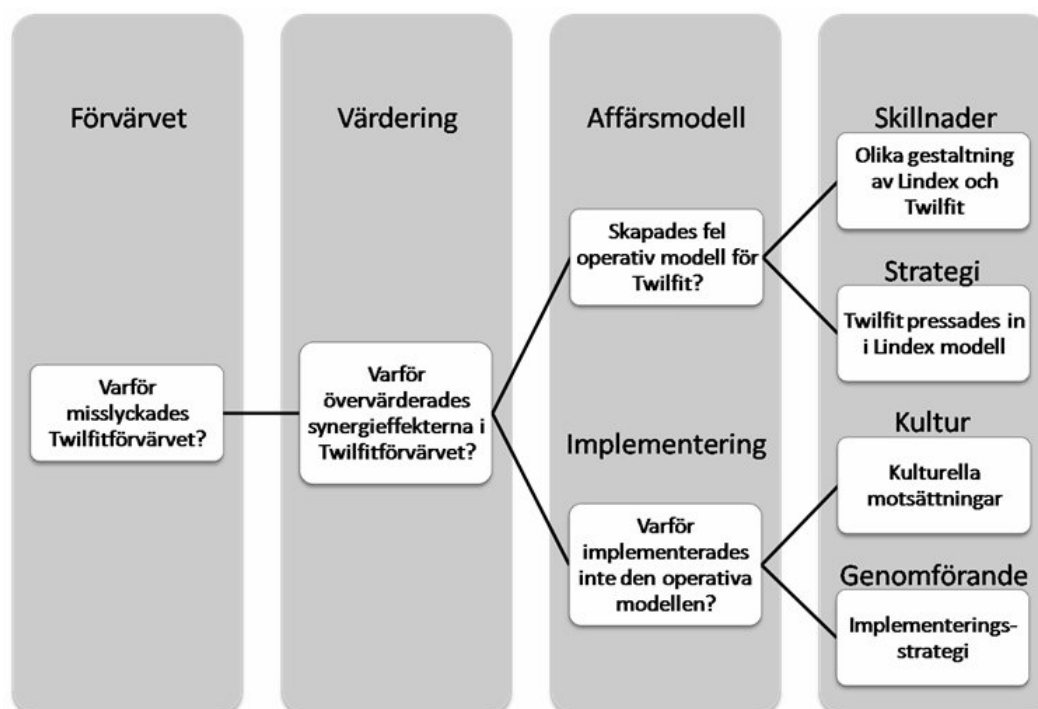 Förvärvet
Varför
misslyckades
Twilfitförvärvet?
Värdering
Varför
övervärderades
synergieffekterna i
Twilfitförvärvet?
Affärsmodell
Skapades fel
operativ modell för
Twilfit?
Implementering
Varför
implementerades
inte den operativa
modellen?
Skillnader
Olika gestaltning
av Lindex och
Twilfit
Strategi
Twilfit pressades in
i Lindex modell
Kultur
Kulturella
motsättningar
Genomförande
Implementerings-
strategi